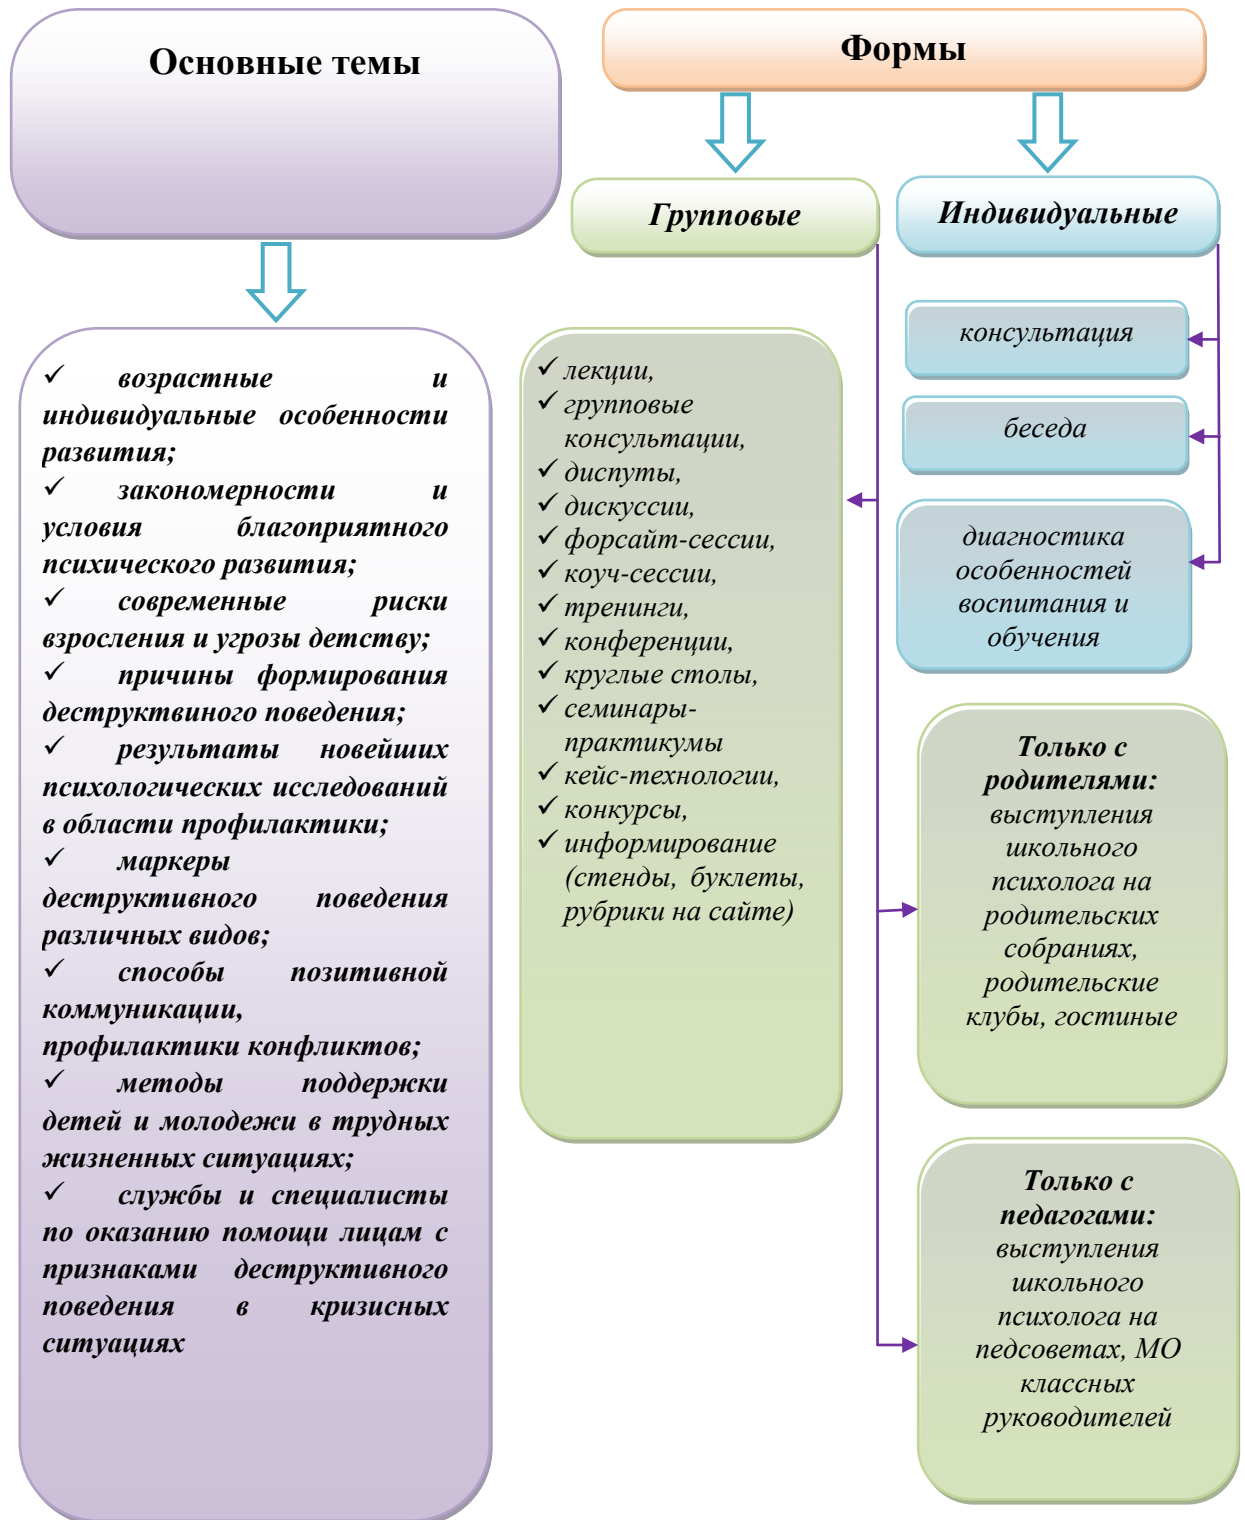 Основные темы
✓ возрастные и
индивидуальные особенности
развития;
✓ закономерности и
условия благоприятного
психического развития;
✓ современные риски
взросления и угрозы детству;
✓ причины формирования
деструктвиного поведения;
✓ результаты новейших
психологических исследований
в области профилактики;
✓ маркеры
деструктивного поведения
различных видов;
✓ способы позитивной
коммуникации,
профилактики конфликтов;
✓ методы поддержки
детей и молодежи в трудных
жизненных ситуациях;
✓ службы и специалисты
по оказанию помощи лицам с
признаками деструктивного
поведения в кризисных
ситуациях
Формы
Групповые
✓ лекции,
✓ групповые
консультации,
✓ диспуты,
✓ дискуссии,
✓ форсайт-сессии,
✓ коуч-сессии,
✓ тренинги,
✓ конференции,
✓ круглые столы,
✓ семинары-
практикумы
✓ кейс-технологии,
✓ конкурсы,
✓ информирование
(стенды, буклеты,
рубрики на сайте)
Индивидуальные
консультация
беседа
диагностика
особенностей
воспитания и
обучения
Только с
родителями:
выступления
школьного
психолога на
родительских
собраниях,
родительские
клубы, гостиные
Только с
педагогами:
выступления
школьного
психолога на
педсоветах, МО
классных
руководителей